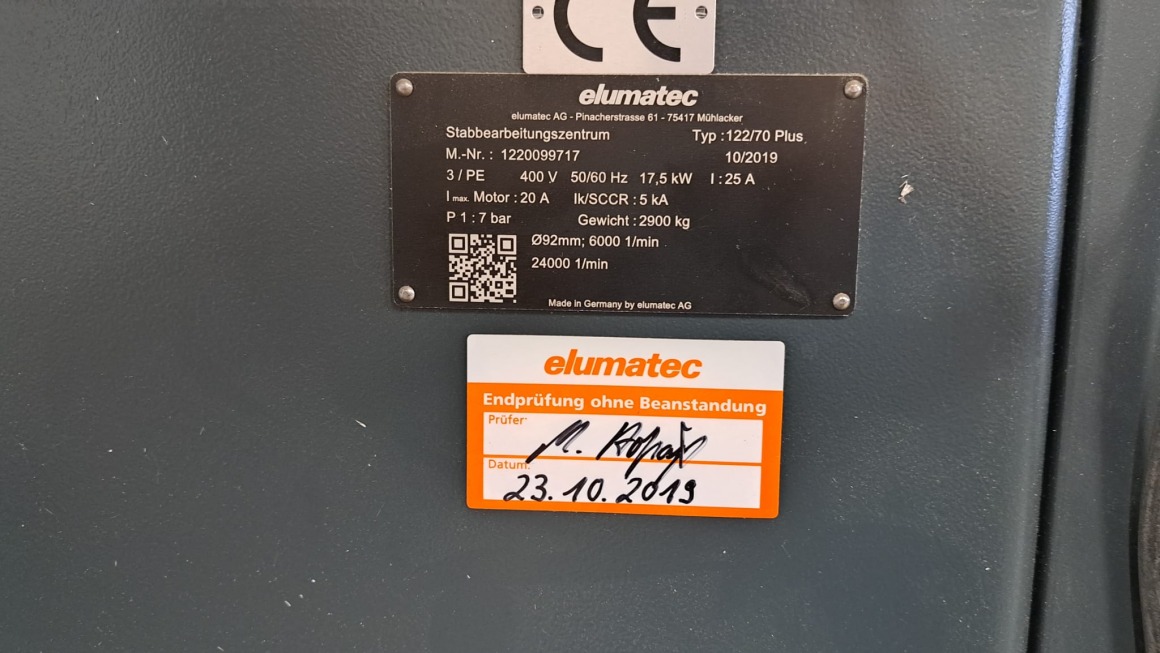 CE
elumatec
elumatec AG - Pinacherstrasse 61 - 75417 Mühlacker
Stabbearbeitungszentrum Typ : 122/70 Plus
M.-Nr. : 1220099717 10/2019
3 / PE 400 V 50/60 Hz 17,5 kW I : 25 A
I max. Motor : 20 A Ik/SCCR : 5 kA
P 1 : 7 bar Gewicht : 2900 kg
Ø92mm; 6000 1/min
24000 1/min
Made in Germany by elumatec AG
elumatec
Endprüfung ohne Beanstandung
Prüfer:
M.
Datum:
23.10.2019